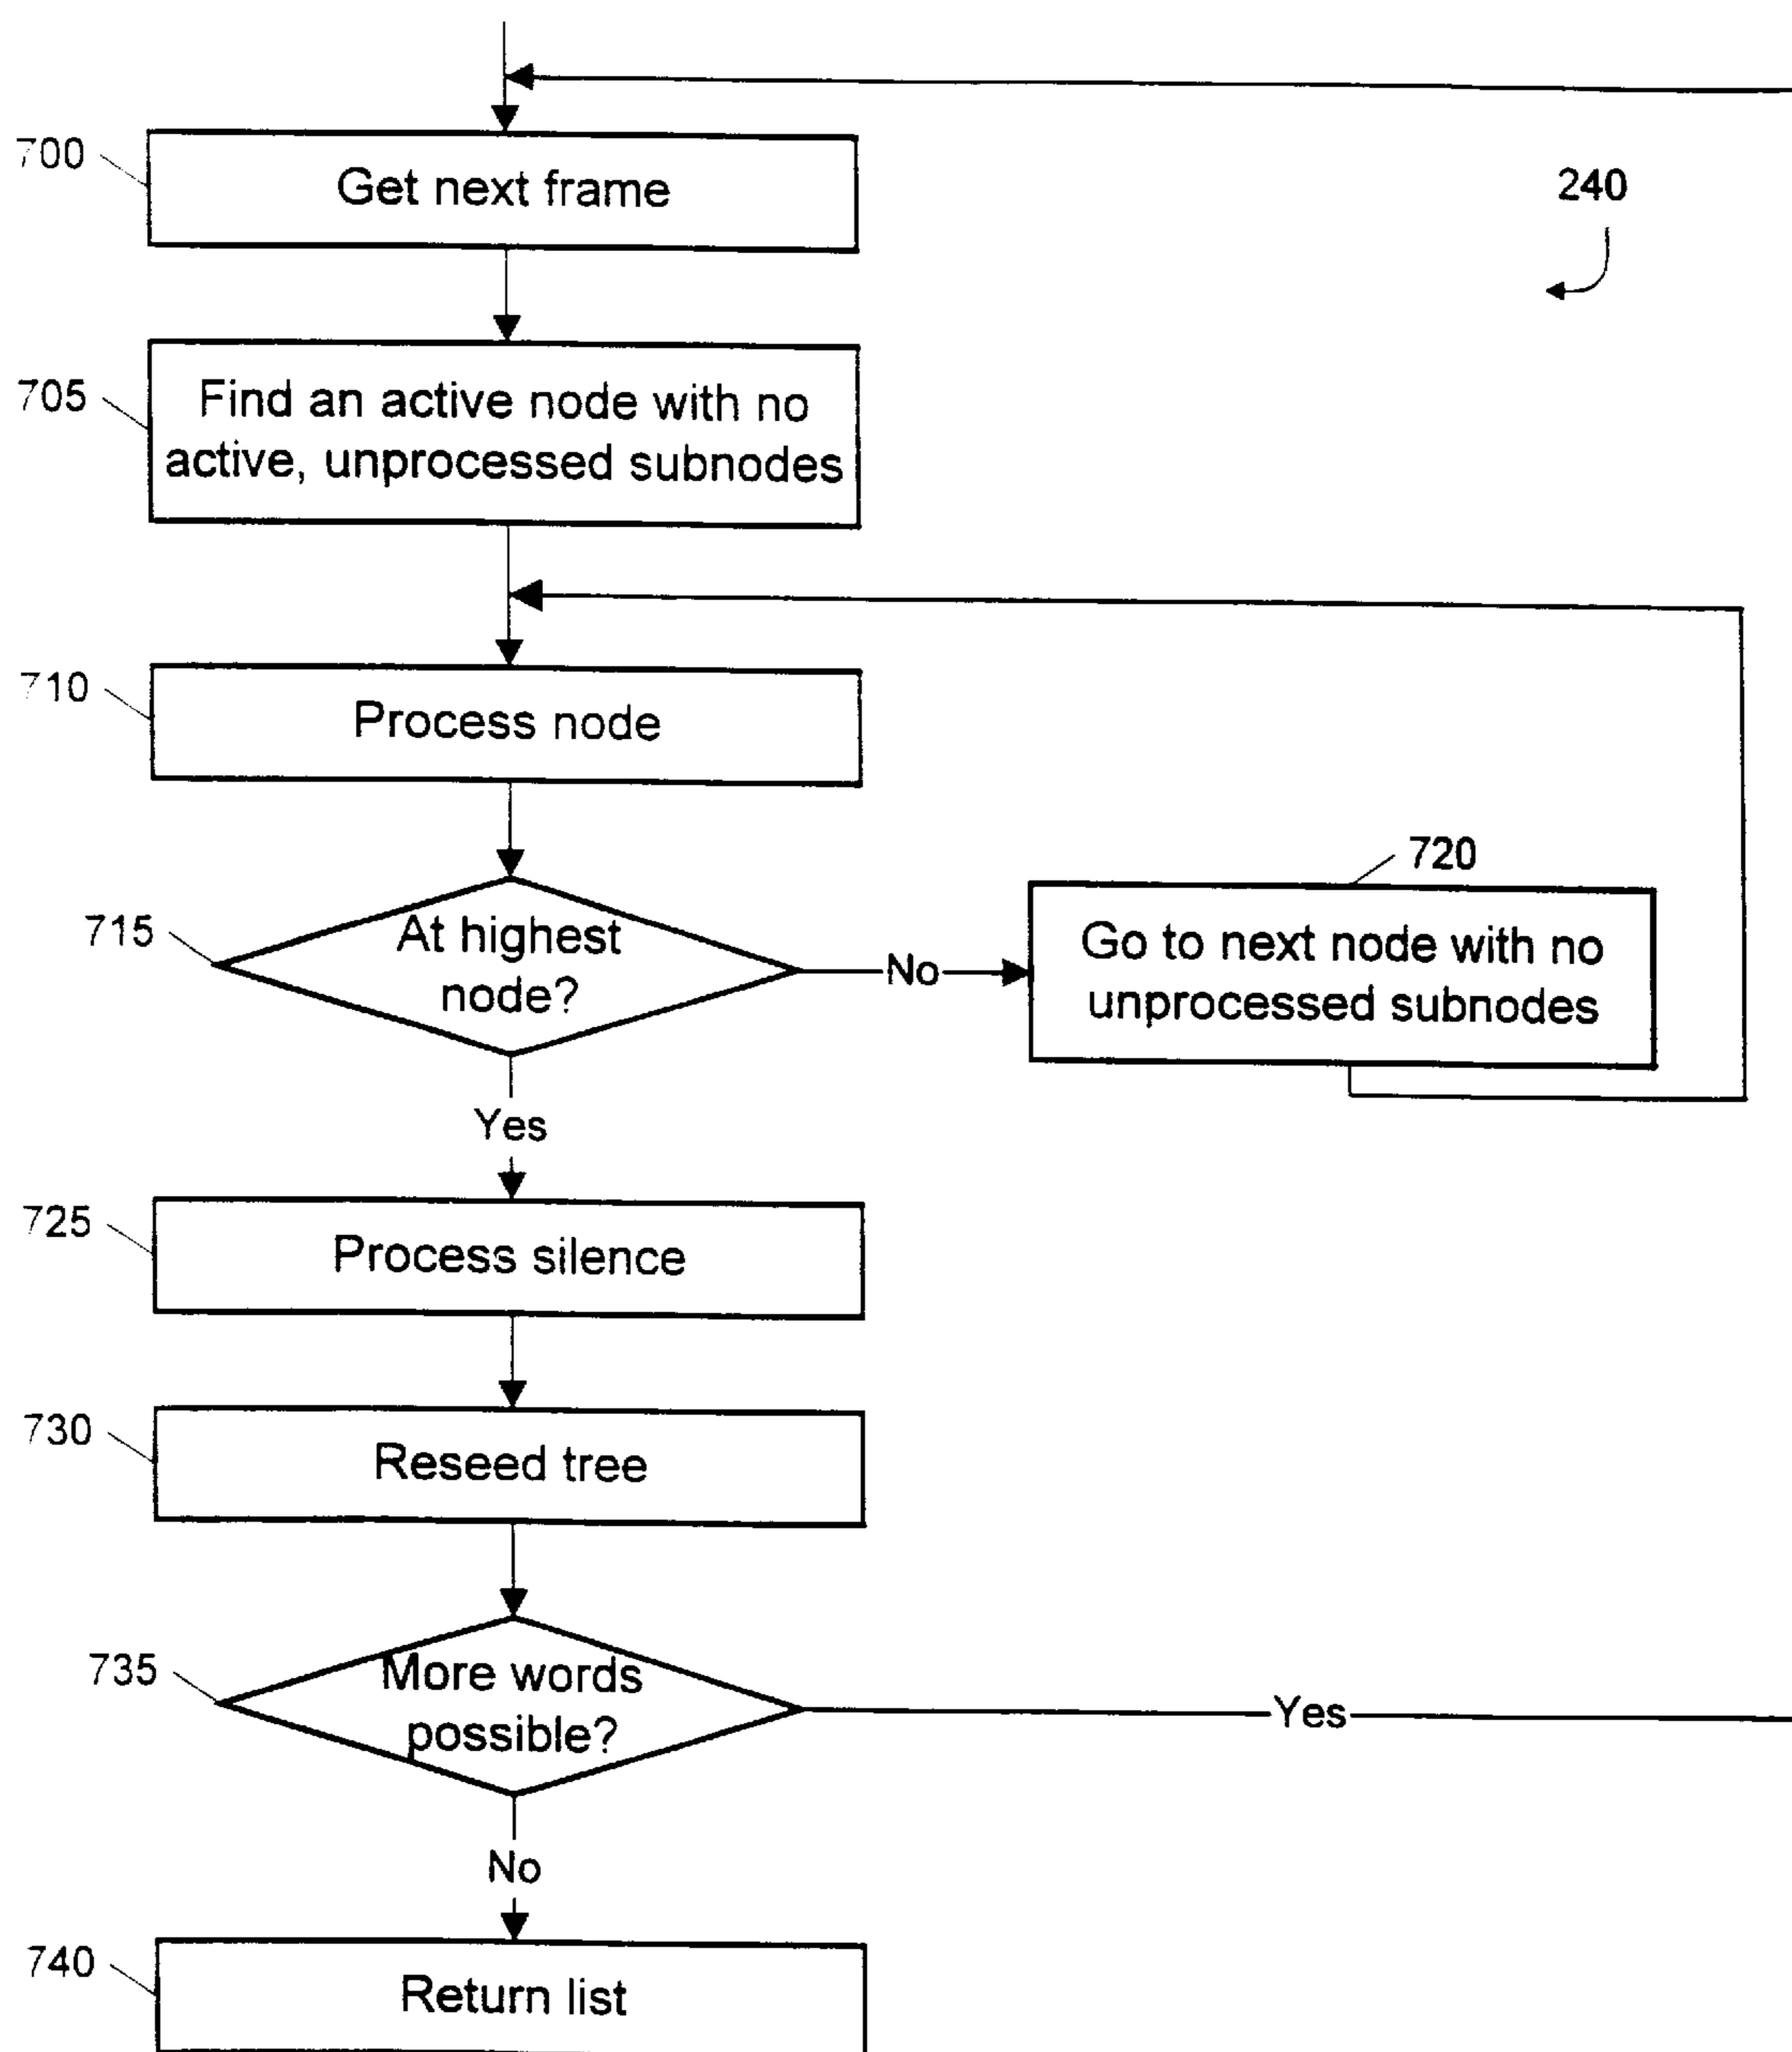 700
Get next frame
240
705
Find an active node with no
active, unprocessed subnodes
710
Process node
720
715
At highest
node?
No
Go to next node with no
unprocessed subnodes
Yes
725
Process silence
730
Reseed tree
735
More words
possible?
Yes
No
740
Return list